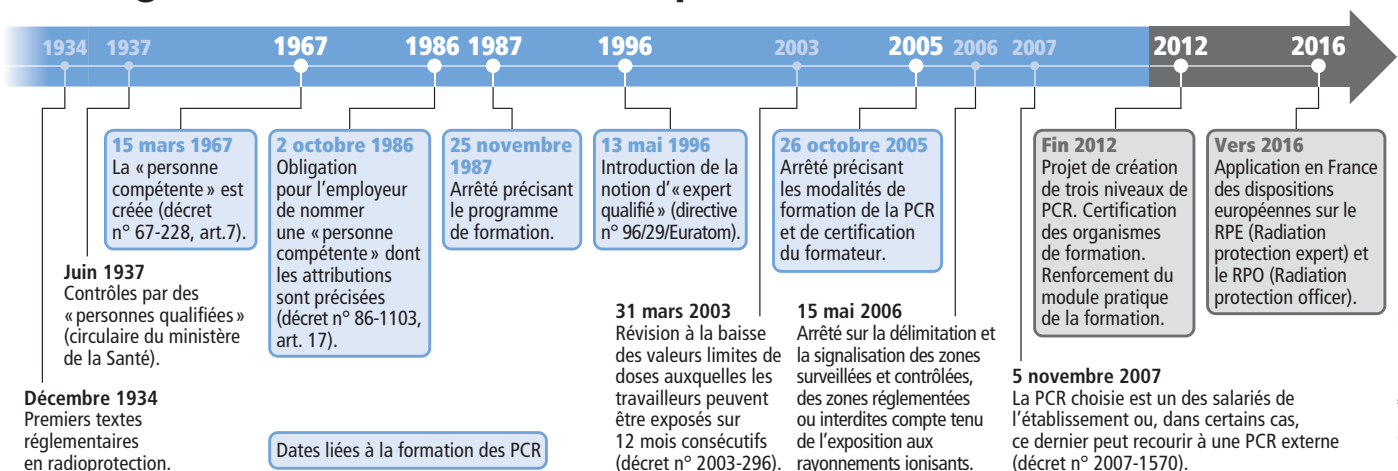 1934 1937 1967 1986 1987 1996 2003 2005 2006 2007 2012 2016
15 mars 1967
La « personne
compétente » est
créée (décret
n° 67-228, art.7).
2 octobre 1986
Obligation
pour l'employeur
de nommer
une « personne
compétente » dont
les attributions
sont précisées
(décret n° 86-1103,
art. 17).
25 novembre
1987
Arrêté précisant
le programme
de formation.
13 mai 1996
Introduction de la
notion d'« expert
qualifié » (directive
n° 96/29/Euratom).
26 octobre 2005
Arrêté précisant
les modalités de
formation de la PCR
et de certification
du formateur.
Fin 2012
Projet de création
de trois niveaux de
PCR. Certification
des organismes
de formation.
Renforcement du
module pratique
de la formation.
Vers 2016
Application en France
des dispositions
européennes sur le
RPE (Radiation
protection expert) et
le RPO (Radiation
protection officer).
Juin 1937
Contrôles par des
« personnes qualifiées »
(circulaire du ministère
de la Santé).
Décembre 1934
Premiers textes
réglementaires
en radioprotection.
31 mars 2003
Révision à la baisse
des valeurs limites de
doses auxquelles les
travailleurs peuvent
être exposés sur
12 mois consécutifs
(décret n° 2003-296).
15 mai 2006
Arrêté sur la délimitation et
la signalisation des zones
surveillées et contrôlées,
des zones réglementées
ou interdites compte tenu
de l'exposition aux
rayonnements ionisants.
5 novembre 2007
La PCR choisie est un des salariés de
l'établissement ou, dans certains cas,
ce dernier peut recourir à une PCR externe
(décret n° 2007-1570).
Dates liées à la formation des PCR